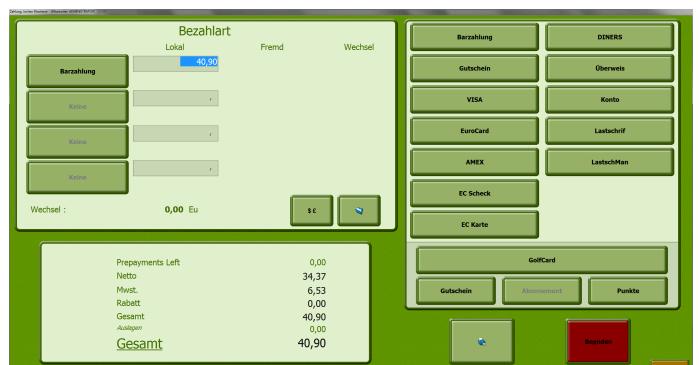 Bezahlart
Lokal Fremd Wechsel
Barzahlung 40,90
Keine ,
Keine ,
Keine ,
Wechsel : 0,00 Eu $ £
Prepayments Left 0,00
Netto 34,37
Mwst. 6,53
Rabatt 0,00
Gesamt 40,90
Auslagen 0,00
Gesamt 40,90
Barzahlung DINERS
Gutschein Überweis
VISA Konto
EuroCard Lastschrif
AMEX LastschMan
EC Scheck
EC Karte
GolfCard
Gutschein Abonnement Punkte
Beenden